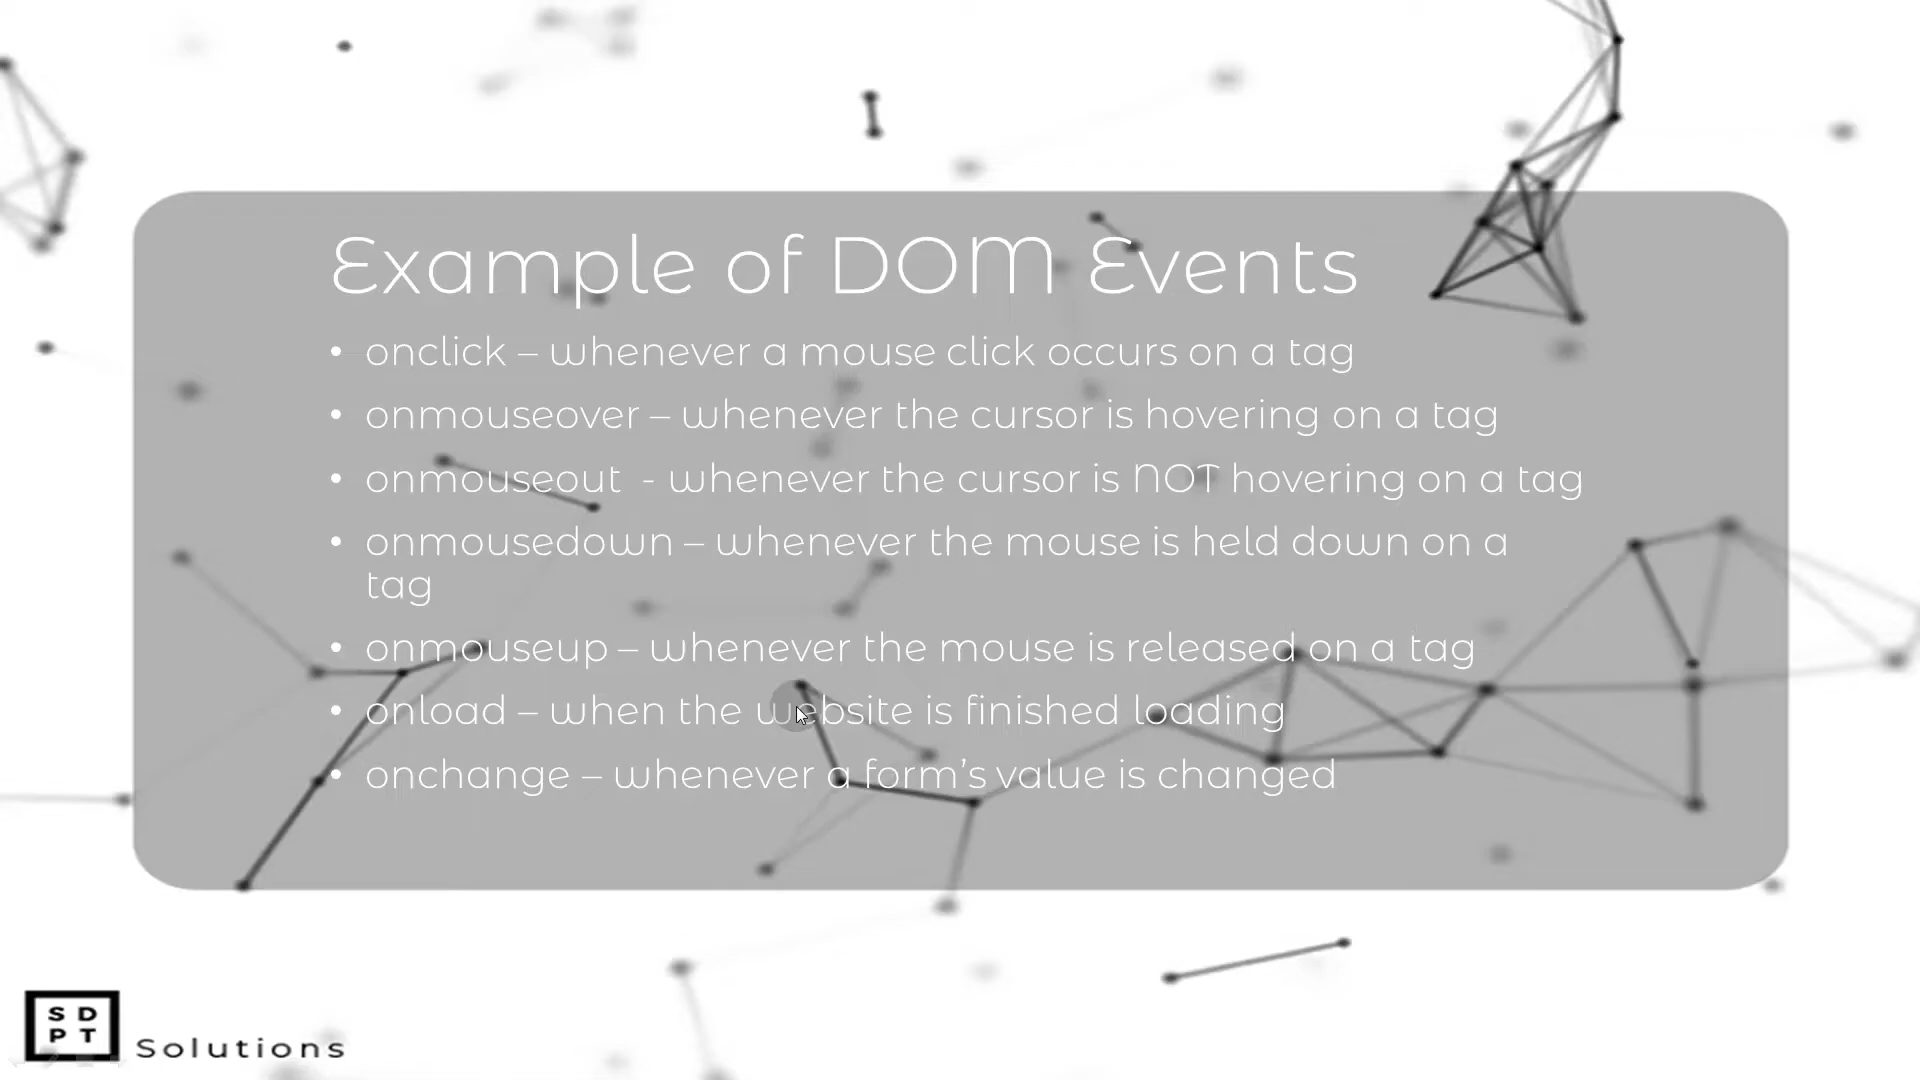 Example of DOM Events
• onclick – whenever a mouse click occurs on a tag
• onmouseover – whenever the cursor is hovering on a tag
• onmouseout  - whenever the cursor is NOT hovering on a tag
• onmousedown – whenever the mouse is held down on a
tag
• onmouseup – whenever the mouse is released on a tag
• onload – when the website is finished loading
• onchange – whenever a form’s value is changed
S D
P T
Solutions